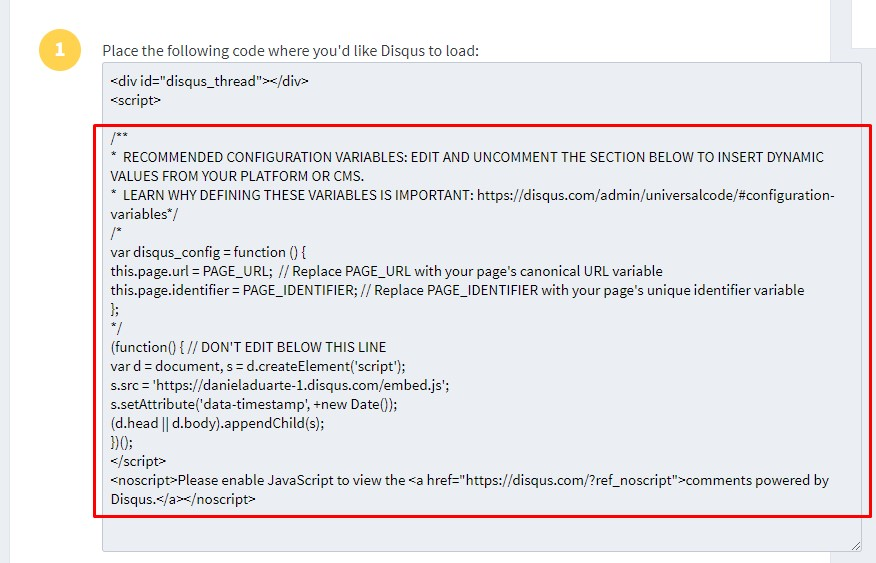 1
Place the following code where you'd like Disqus to load:
<div id="disqus_thread"></div>
<script>
/**
*  RECOMMENDED CONFIGURATION VARIABLES: EDIT AND UNCOMMENT THE SECTION BELOW TO INSERT DYNAMIC
VALUES FROM YOUR PLATFORM OR CMS.
*  LEARN WHY DEFINING THESE VARIABLES IS IMPORTANT: https://disqus.com/admin/universalcode/#configuration-
variables*/
/*
var disqus_config = function () {
this.page.url = PAGE_URL;  // Replace PAGE_URL with your page's canonical URL variable
this.page.identifier = PAGE_IDENTIFIER; // Replace PAGE_IDENTIFIER with your page's unique identifier variable
};
*/
(function() { // DON'T EDIT BELOW THIS LINE
var d = document, s = d.createElement('script');
s.src = 'https://danieladuarte-1.disqus.com/embed.js';
s.setAttribute('data-timestamp', +new Date());
(d.head || d.body).appendChild(s);
})();
</script>
<noscript>Please enable JavaScript to view the <a href="https://disqus.com/?ref_noscript">comments powered by
Disqus.</a></noscript>